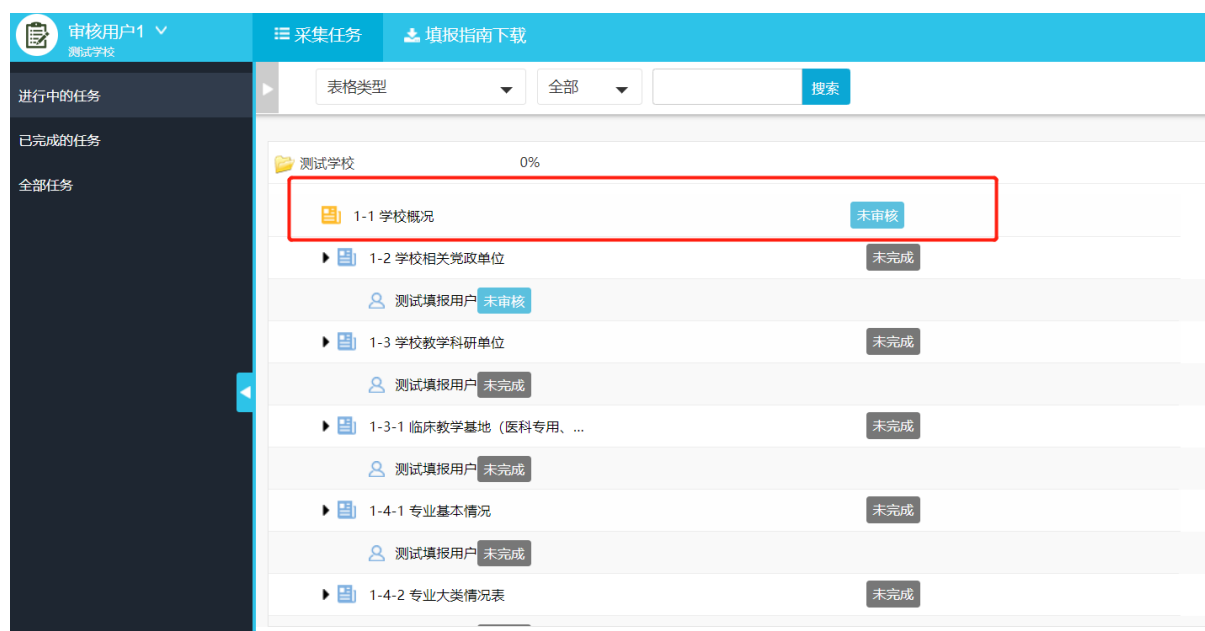 审核用户1
测试学校
采集任务 填报指南下载
进行中的任务
已完成的任务
全部任务
表格类型 全部 搜索
测试学校 0%
1-1 学校概况 未审核
1-2 学校相关党政单位 未完成
测试填报用户 未审核
1-3 学校教学科研单位 未完成
测试填报用户 未完成
1-3-1 临床教学基地（医科专用、... 未完成
测试填报用户 未完成
1-4-1 专业基本情况 未完成
测试填报用户 未完成
1-4-2 专业大类情况表 未完成